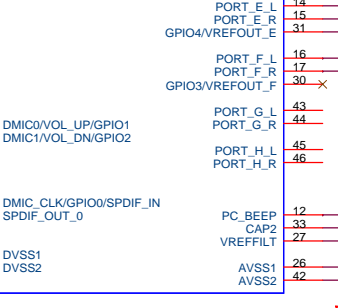 PORT_E_L 14
PORT_E_R 15
GPIO4/VREFOUT_E 31
PORT_F_L 16
PORT_F_R 17
GPIO3/VREFOUT_F 30
PORT_G_L 43
DMIC0/VOL_UP/GPIO1 PORT_G_R 44
DMIC1/VOL_DN/GPIO2
PORT_H_L 45
PORT_H_R 46
DMIC_CLK/GPIO0/SPDIF_IN
SPDIF_OUT_0 PC_BEEP 12
CAP2 33
VREFFILT 27
DVSS1
DVSS2 AVSS1 26
AVSS2 42